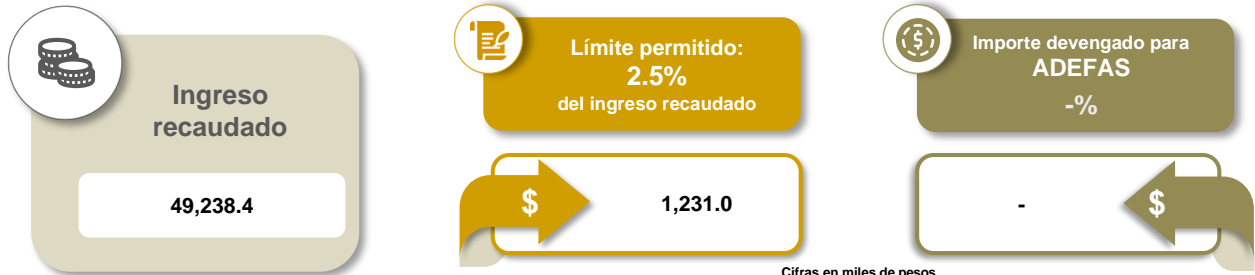 Ingreso
recaudado
49,238.4
Límite permitido:
2.5%
del ingreso recaudado
$
1,231.0
Importe devengado para
ADEFAS
-%
-
$
Cifras en miles de pesos